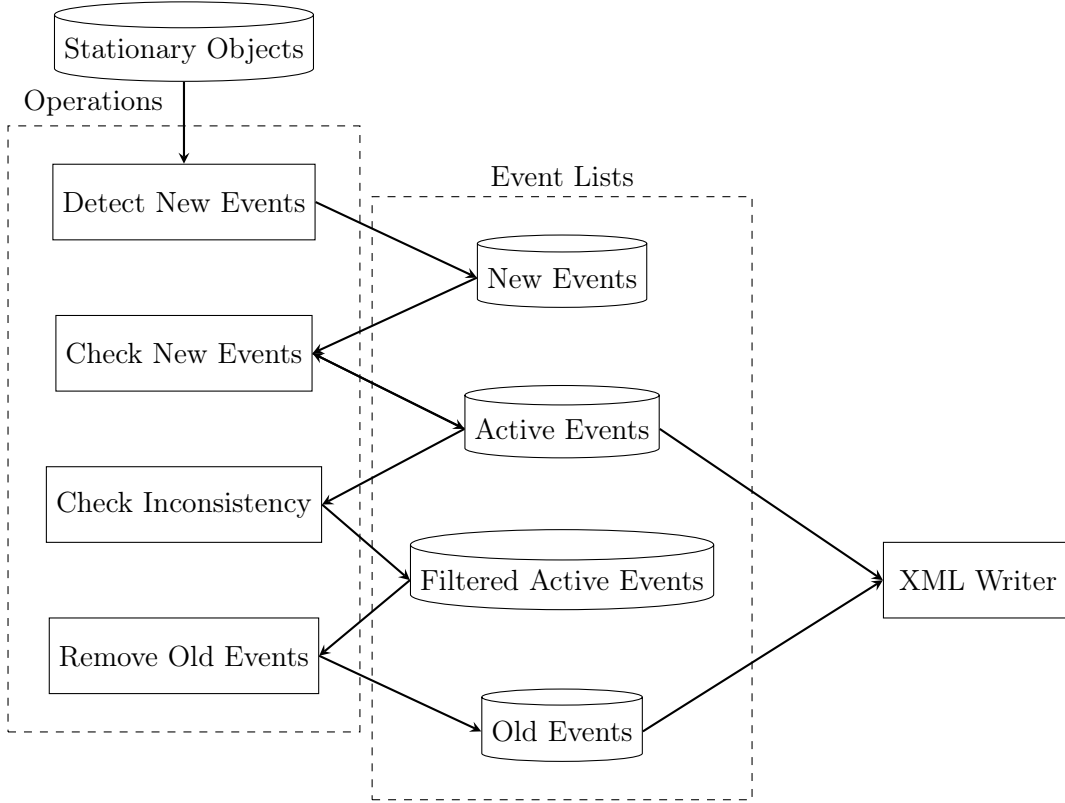 Stationary Objects
Operations
Detect New Events
Event Lists
New Events
Check New Events
Active Events
Check Inconsistency
Filtered Active Events
XML Writer
Remove Old Events
Old Events